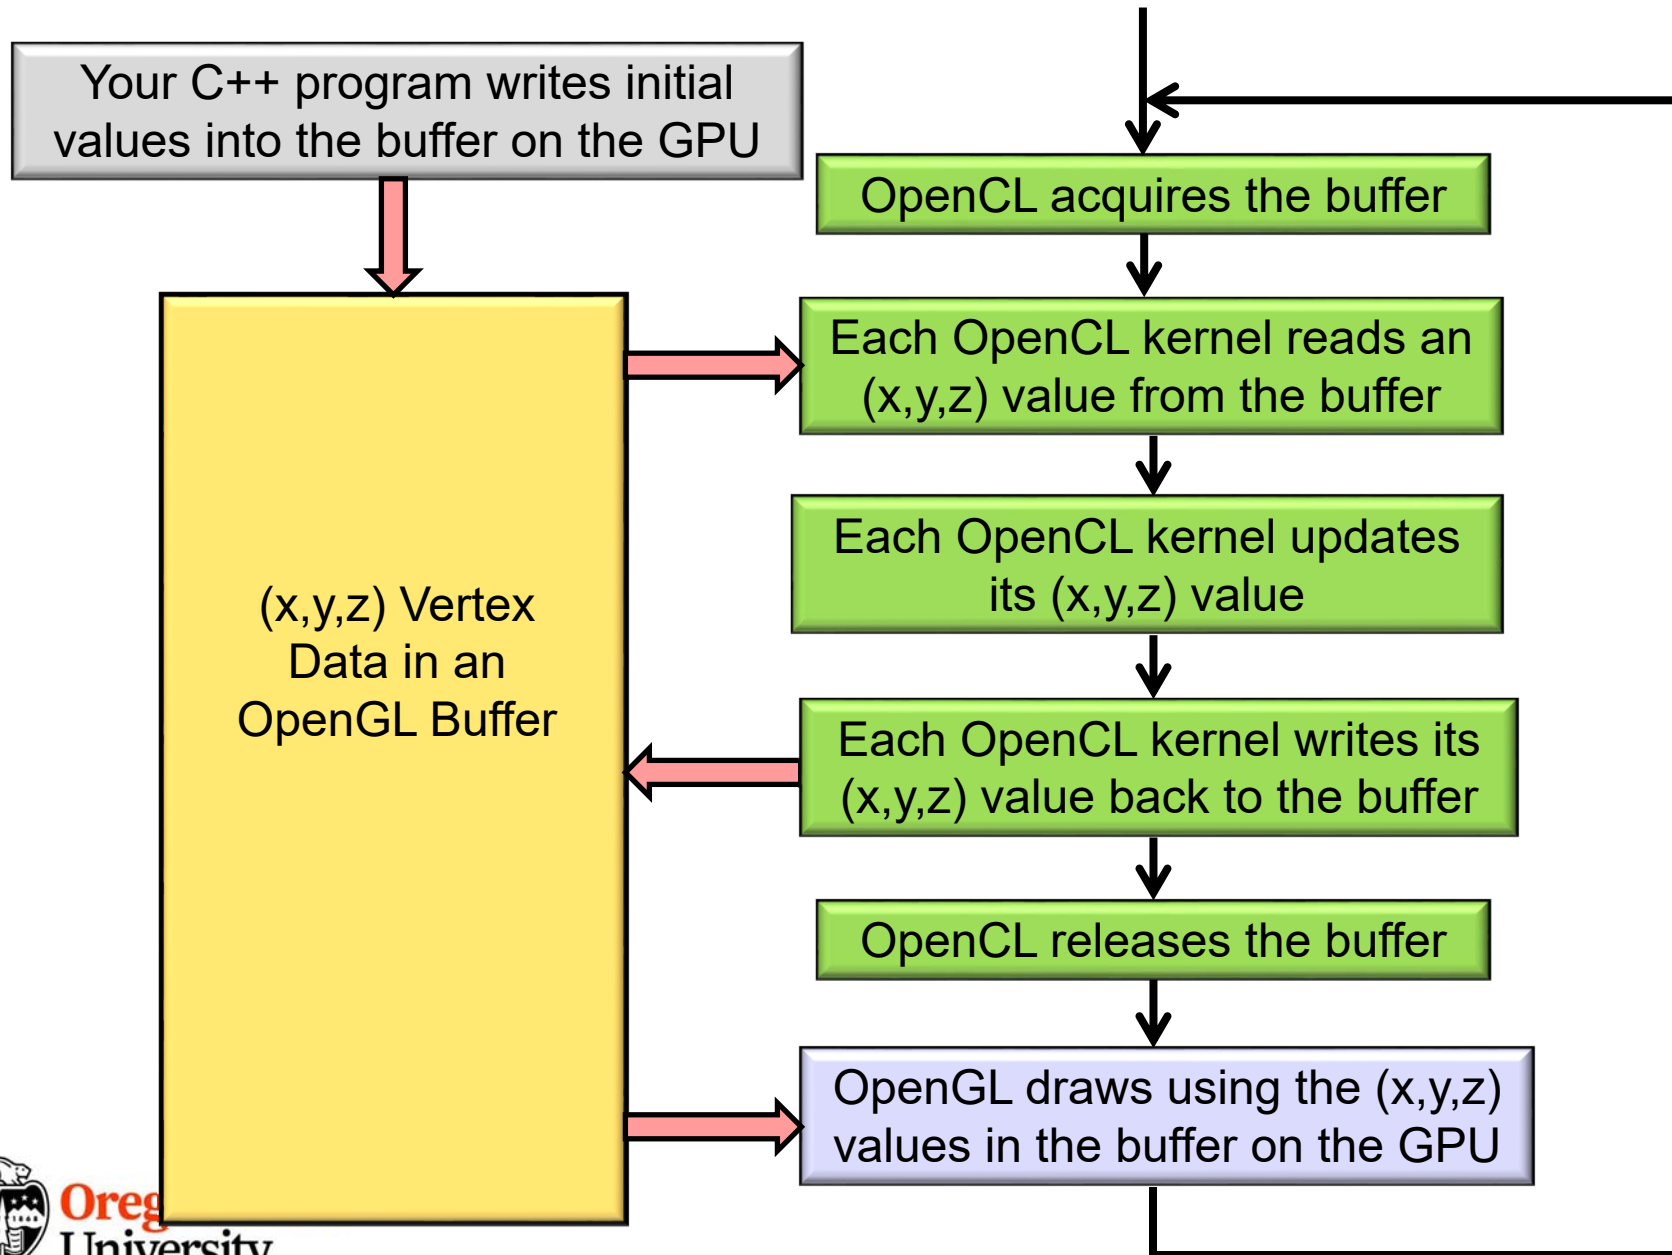 Your C++ program writes initial
values into the buffer on the GPU
OpenCL acquires the buffer
Each OpenCL kernel reads an
(x,y,z) value from the buffer
Each OpenCL kernel updates
its (x,y,z) value
(x,y,z) Vertex
Data in an
OpenGL Buffer
Each OpenCL kernel writes its
(x,y,z) value back to the buffer
OpenCL releases the buffer
OpenGL draws using the (x,y,z)
values in the buffer on the GPU
University